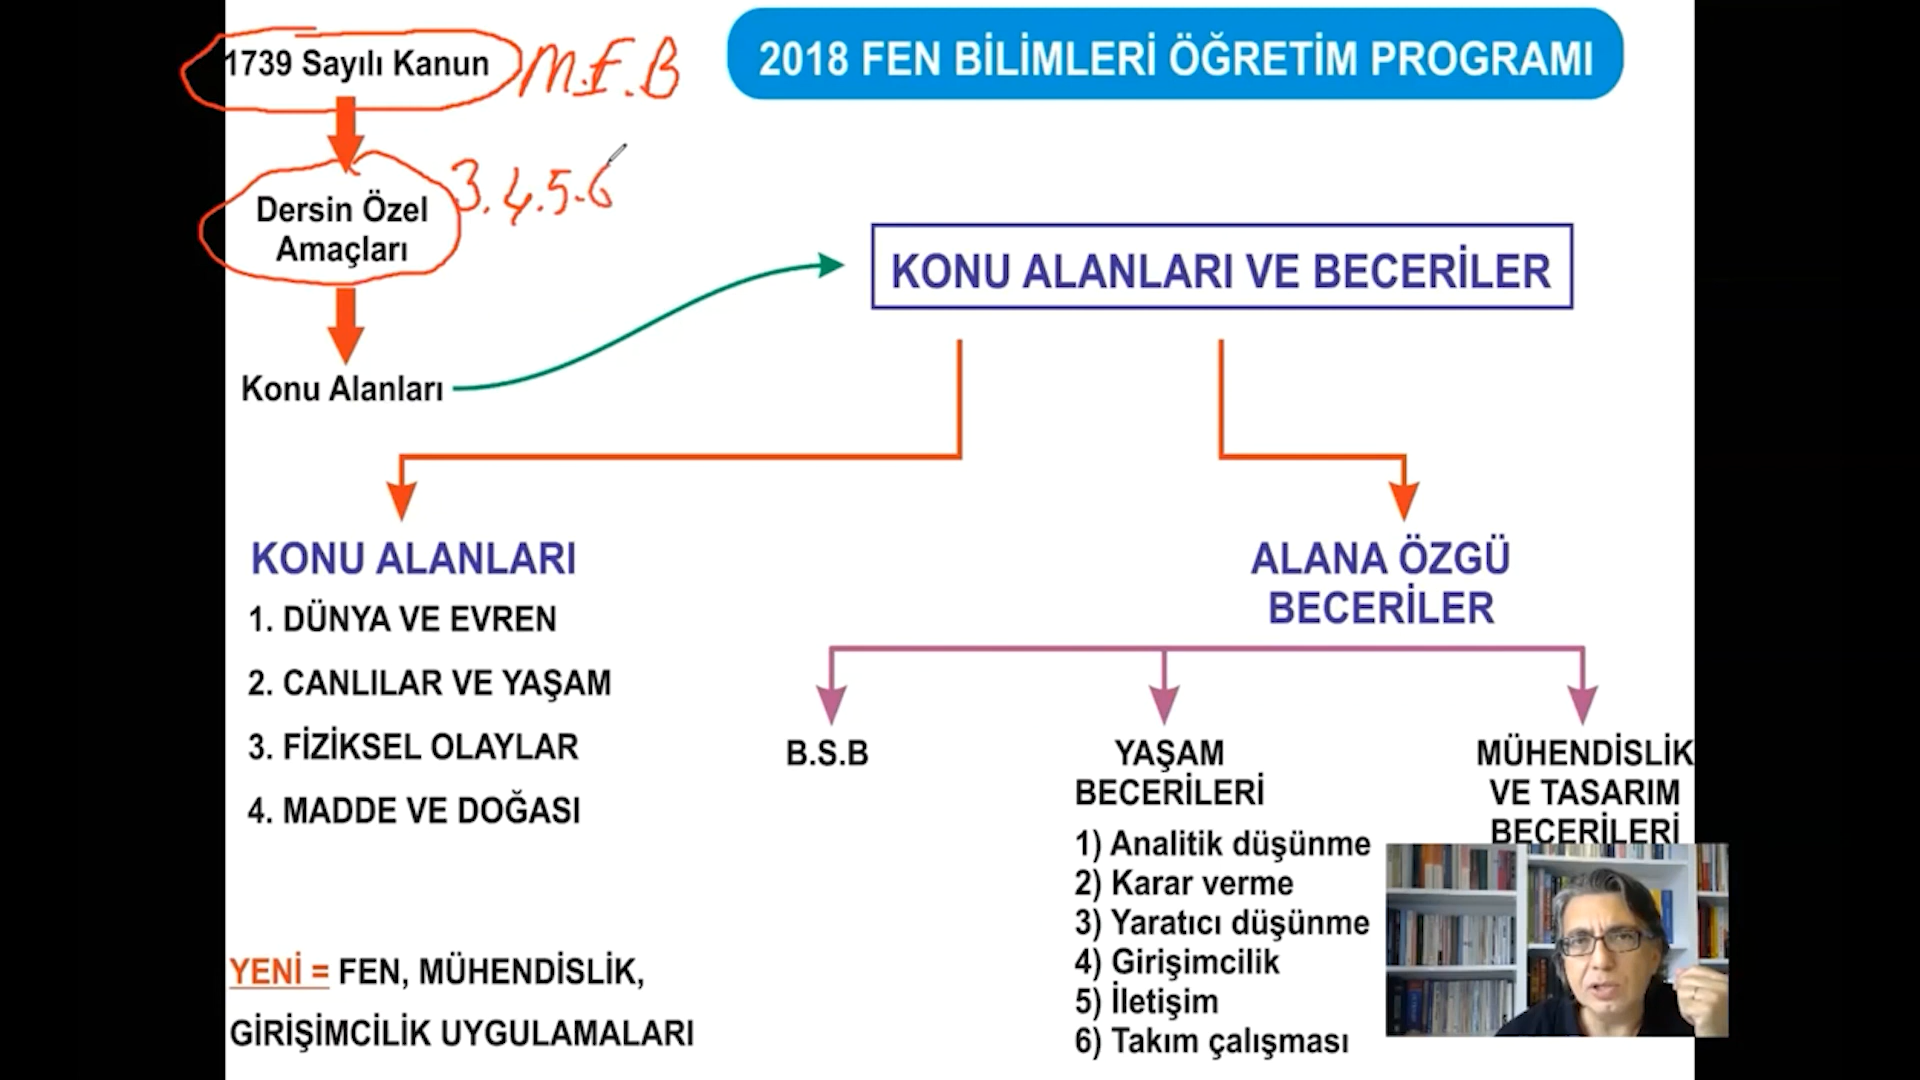 1739 Sayılı Kanun
M.E.B
2018 FEN BİLİMLERİ ÖĞRETİM PROGRAMI
Dersin Özel
Amaçları
3.4.5.6
KONU ALANLARI VE BECERİLER
Konu Alanları
KONU ALANLARI
1. DÜNYA VE EVREN
2. CANLILAR VE YAŞAM
3. FİZİKSEL OLAYLAR
4. MADDE VE DOĞASI
YENİ = FEN, MÜHENDİSLİK,
GİRİŞİMCİLİK UYGULAMALARI
ALANA ÖZGÜ
BECERİLER
B.S.B
YAŞAM
BECERİLERİ
1) Analitik düşünme
2) Karar verme
3) Yaratıcı düşünme
4) Girişimcilik
5) İletişim
6) Takım çalışması
MÜHENDİSLİK
VE TASARIM
BECERİLERİ